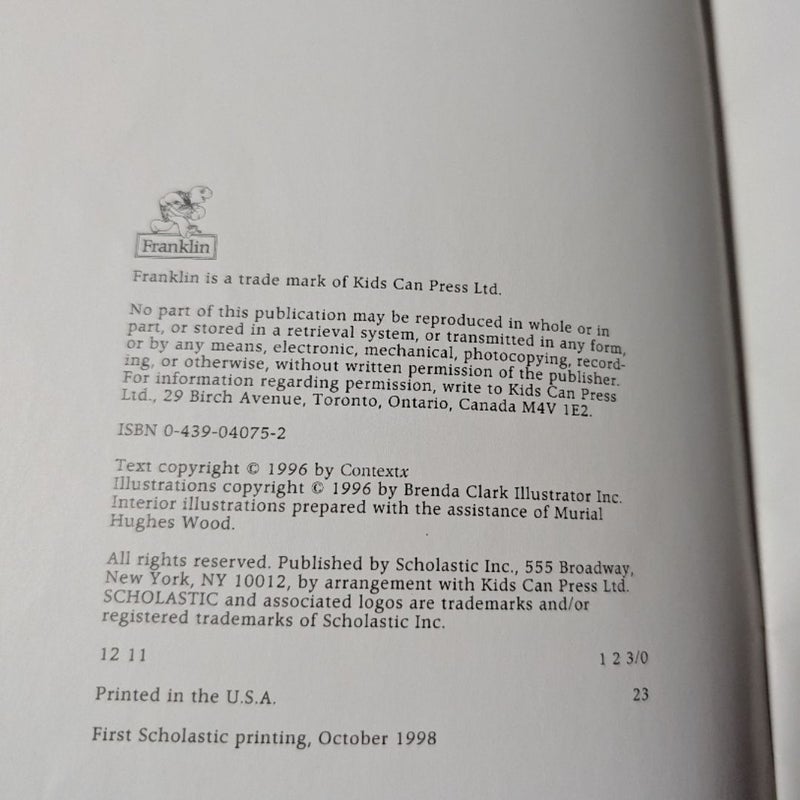 Franklin
Franklin is a trade mark of Kids Can Press Ltd.
No part of this publication may be reproduced in whole or in
part, or stored in a retrieval system, or transmitted in any form,
or by any means, electronic, mechanical, photocopying, record-
ing, or otherwise, without written permission of the publisher.
For information regarding permission, write to Kids Can Press
Ltd., 29 Birch Avenue, Toronto, Ontario, Canada M4V 1E2.
ISBN 0-439-04075-2
Text copyright © 1996 by Contextx
Illustrations copyright © 1996 by Brenda Clark Illustrator Inc.
Interior illustrations prepared with the assistance of Murial
Hughes Wood.
All rights reserved. Published by Scholastic Inc., 555 Broadway,
New York, NY 10012, by arrangement with Kids Can Press Ltd.
SCHOLASTIC and associated logos are trademarks and/or
registered trademarks of Scholastic Inc.
12 11 1 2 3/0
Printed in the U.S.A. 23
First Scholastic printing, October 1998